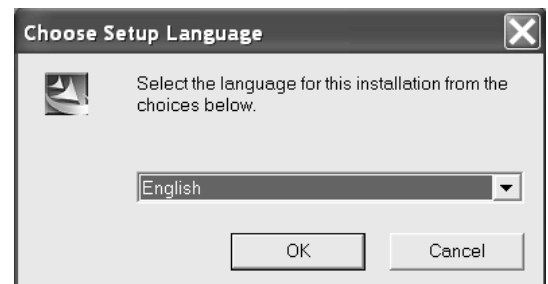 Choose Setup Language
Select the language for this installation from the
choices below.
English
OK
Cancel